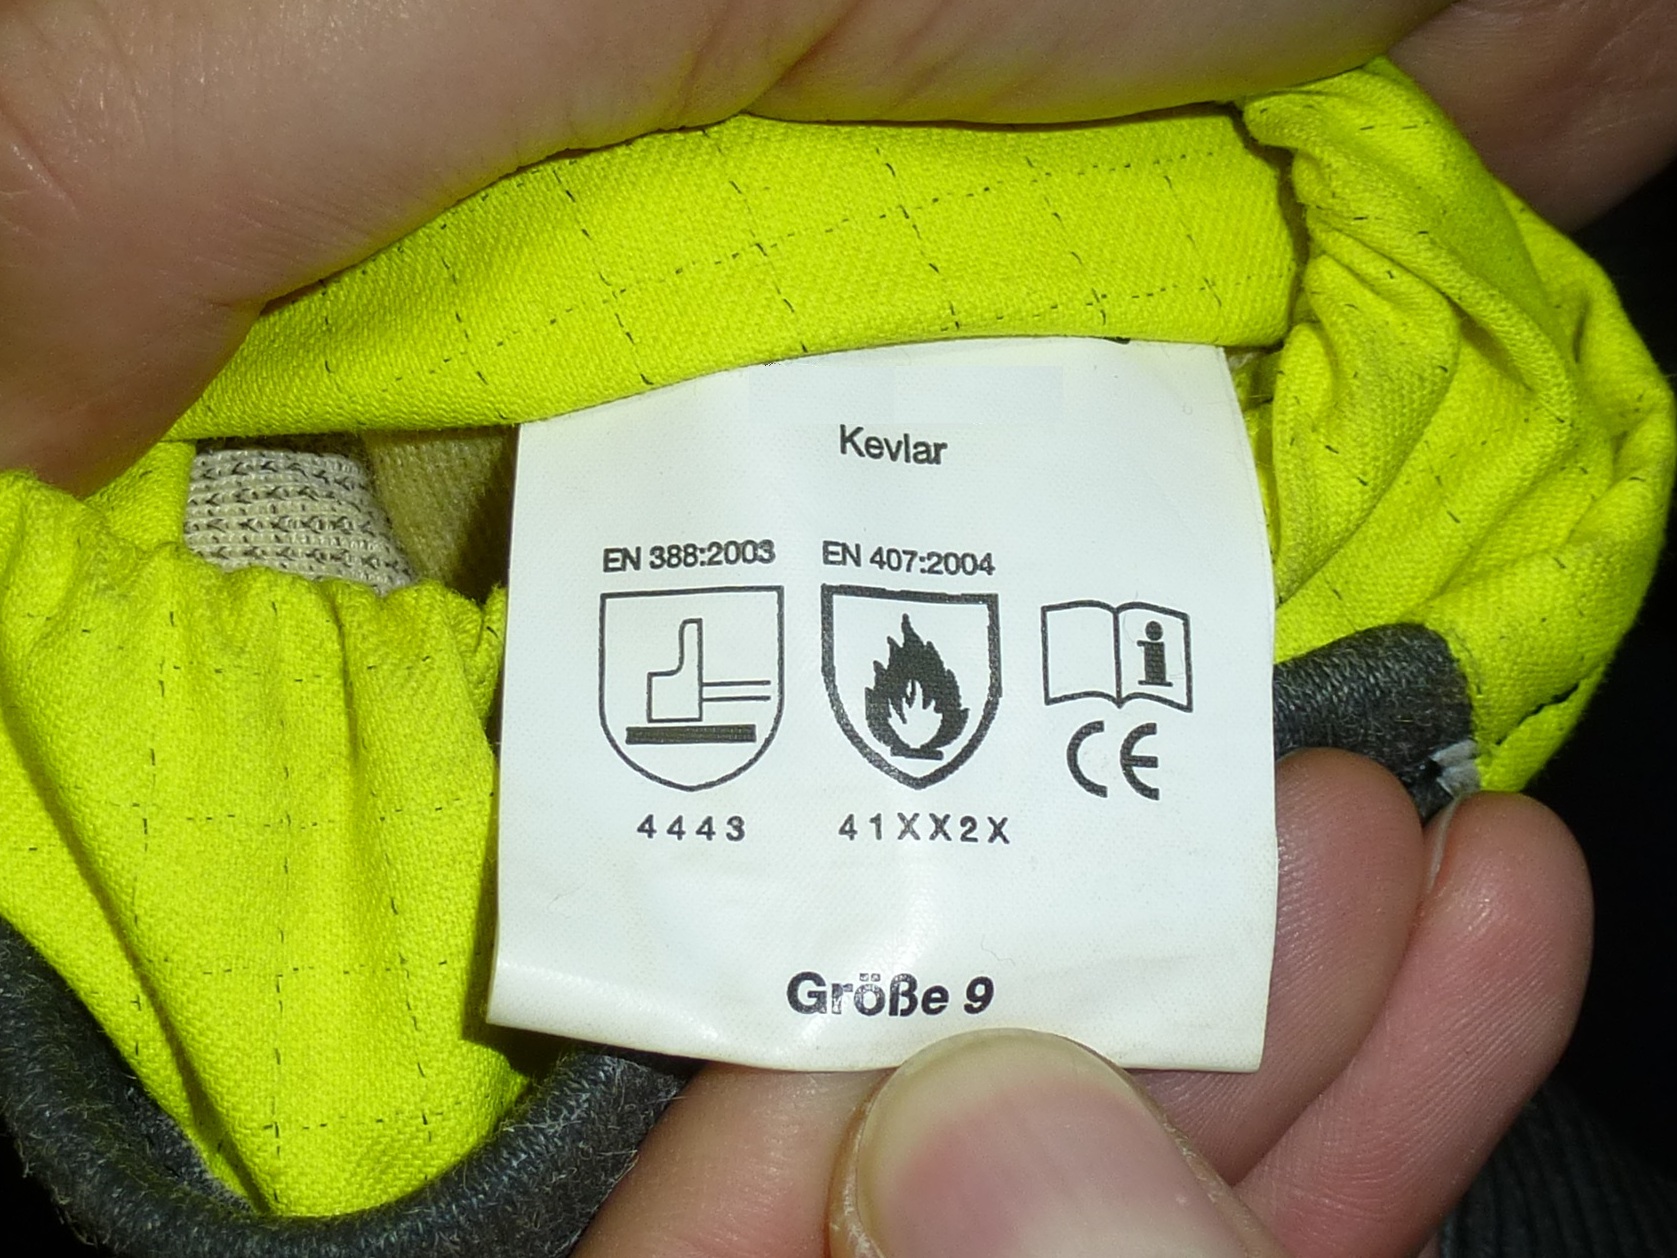 Kevlar
EN 388:2003 EN 407:2004
i
CE
4443 41XX2X
Größe 9